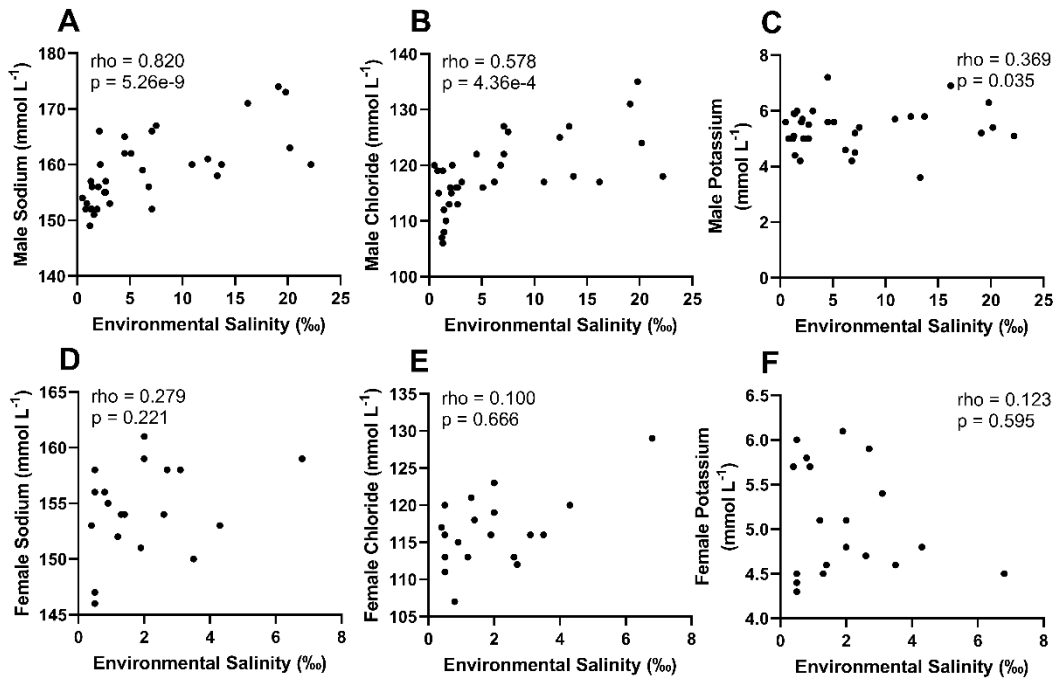 A
rho = 0.820
p = 5.26e-9
Male Sodium (mmol L-1)
180
170
160
150
140
0 5 10 15 20 25
Environmental Salinity (‰)
B
rho = 0.578
p = 4.36e-4
Male Chloride (mmol L-1)
140
130
120
110
100
0 5 10 15 20 25
Environmental Salinity (‰)
C
rho = 0.369
p = 0.035
Male Potassium
(mmol L-1)
8
6
4
2
0
0 5 10 15 20 25
Environmental Salinity (‰)
D
rho = 0.279
p = 0.221
Female Sodium (mmol L-1)
165
160
155
150
145
0 2 4 6 8
Environmental Salinity (‰)
E
rho = 0.100
p = 0.666
Female Chloride (mmol L-1)
135
130
125
120
115
110
105
0 2 4 6 8
Environmental Salinity (‰)
F
rho = 0.123
p = 0.595
Female Potassium
(mmol L-1)
6.5
6.0
5.5
5.0
4.5
4.0
0 2 4 6 8
Environmental Salinity (‰)